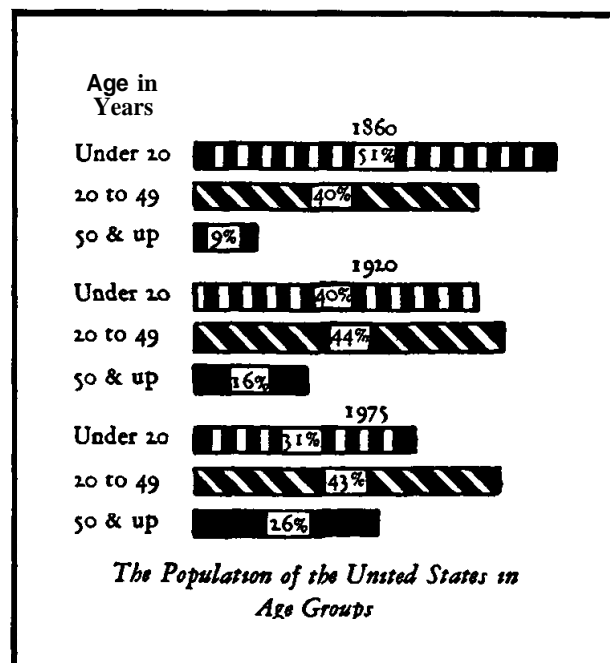 Age in
Years
1860
Under 20 51%
20 to 49 40%
50 & up 9%
1920
Under 20 40%
20 to 49 44%
50 & up 16%
1975
Under 20 31%
20 to 49 43%
50 & up 26%
The Population of the United States in
Age Groups